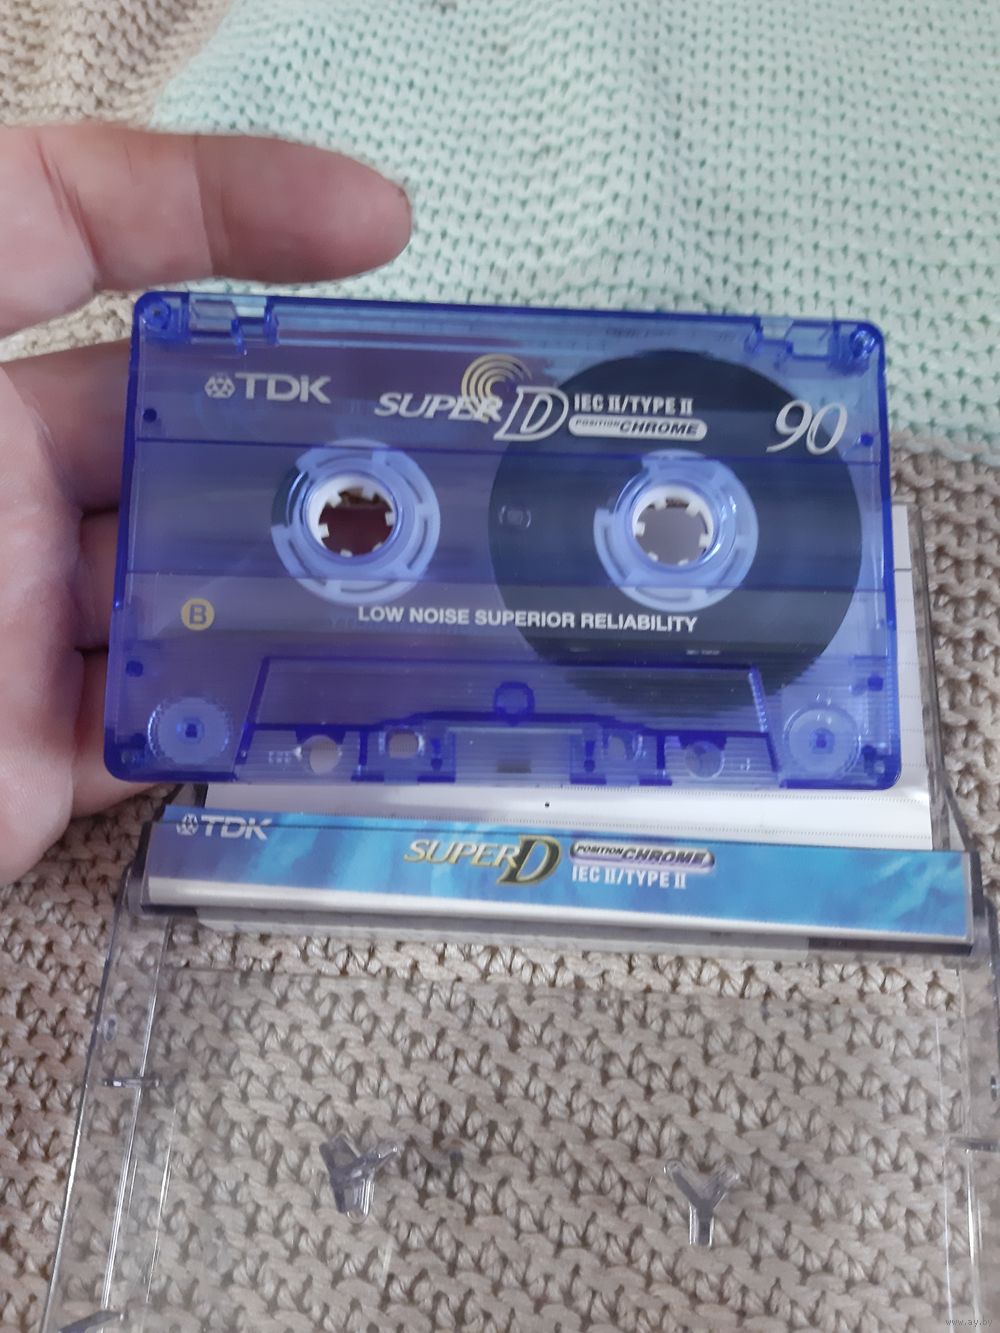 TDK
SUPER D
IEC II/TYPE II
POSITION CHROME
90
B
LOW NOISE SUPERIOR RELIABILITY
TDK
SUPER D
POSITION CHROME
IEC II/TYPE II
www.ay.by